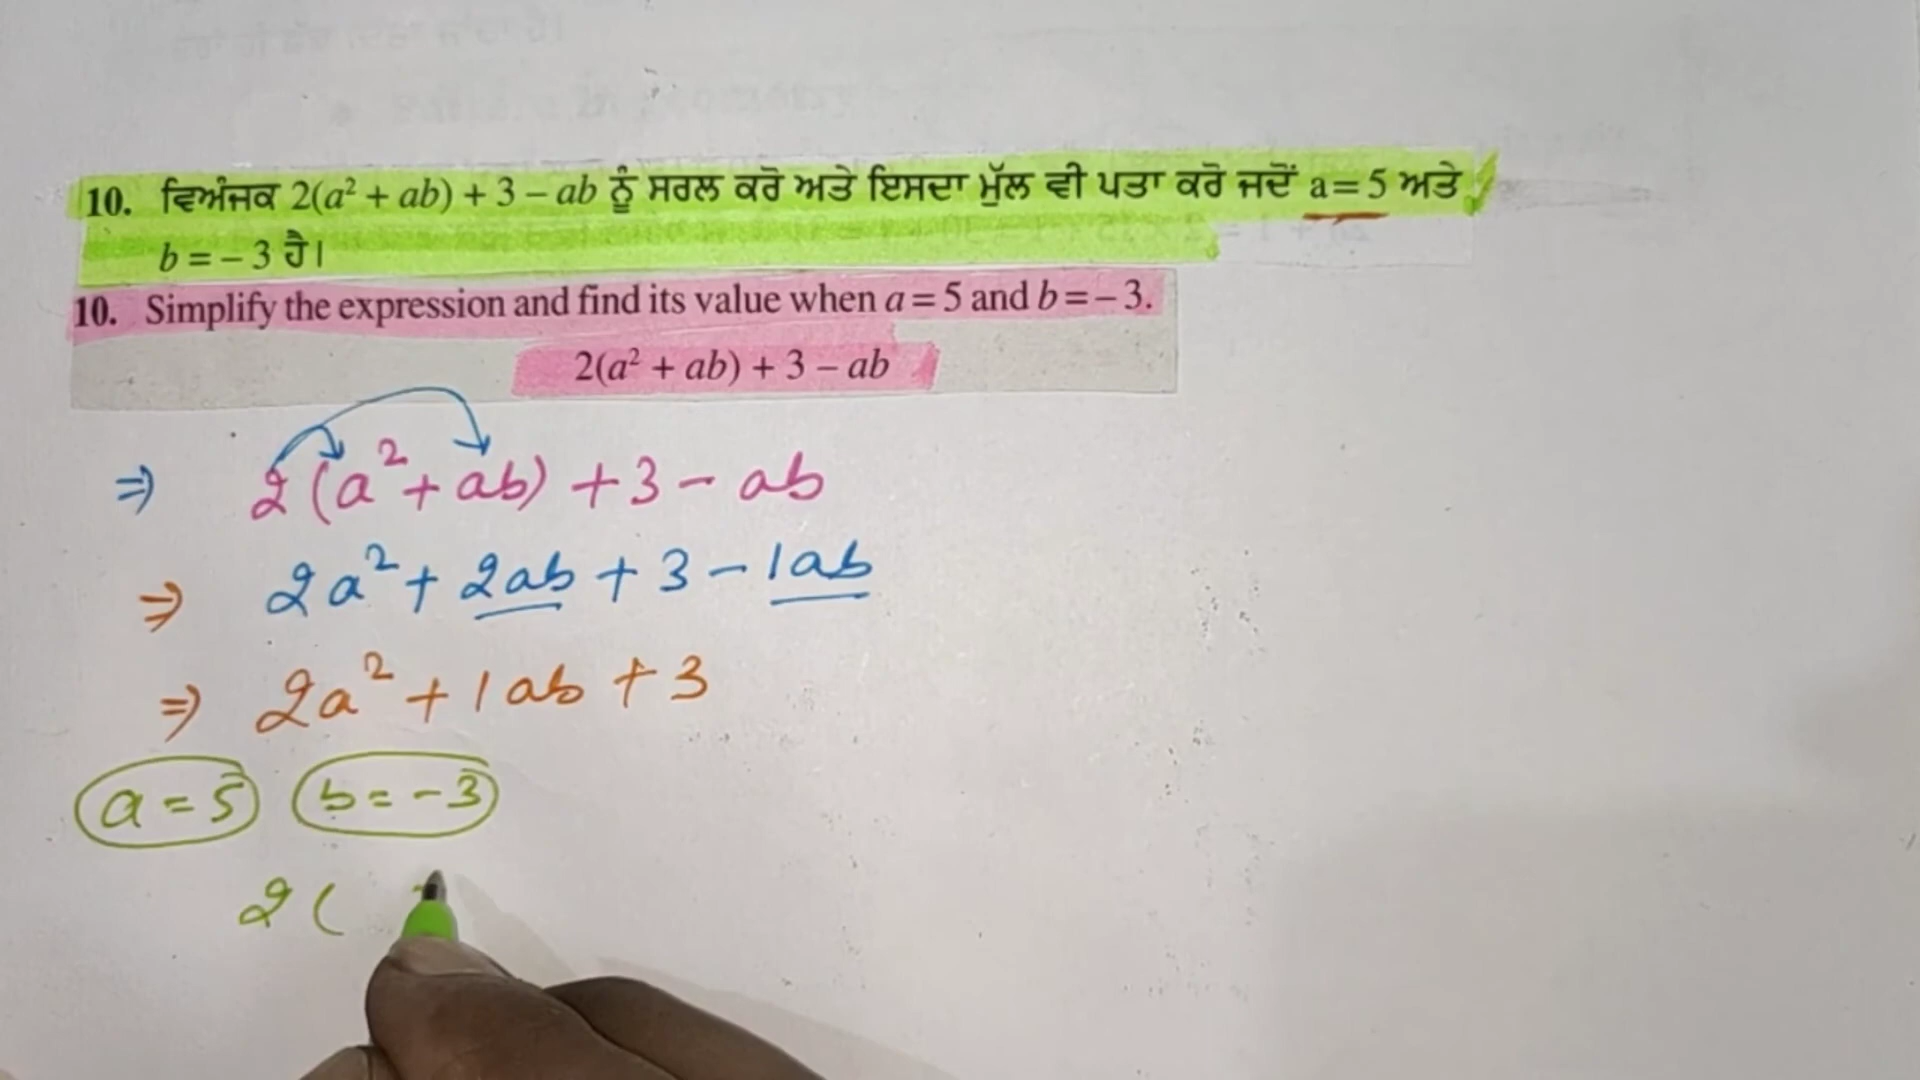 10. ਵਿਅੰਜਕ 2(a² + ab) + 3 – ab ਨੂੰ ਸਰਲ ਕਰੋ ਅਤੇ ਇਸਦਾ ਮੁੱਲ ਵੀ ਪਤਾ ਕਰੋ ਜਦੋਂ a = 5 ਅਤੇ
b = – 3 ਹੈ।
10. Simplify the expression and find its value when a = 5 and b = – 3.
2(a² + ab) + 3 – ab
⇒ 2(a² + ab) + 3 - ab
⇒ 2a² + 2ab + 3 - 1ab
⇒ 2a² + 1ab + 3
a = 5 b = -3
2 (